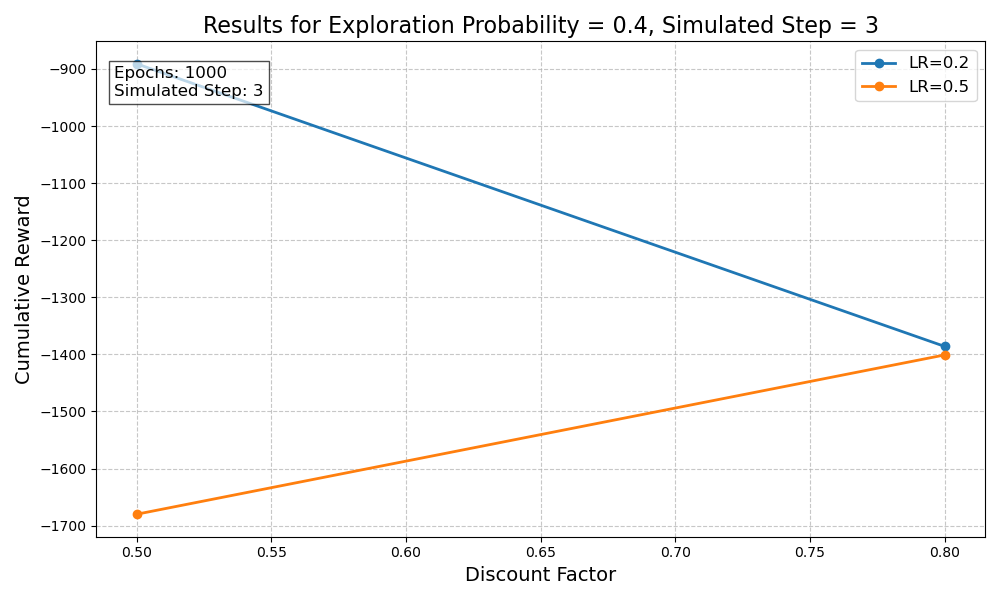 Results for Exploration Probability = 0.4, Simulated Step = 3
Epochs: 1000
Simulated Step: 3
LR=0.2
LR=0.5
Cumulative Reward
−900
−1000
−1100
−1200
−1300
−1400
−1500
−1600
−1700
0.50 0.55 0.60 0.65 0.70 0.75 0.80
Discount Factor